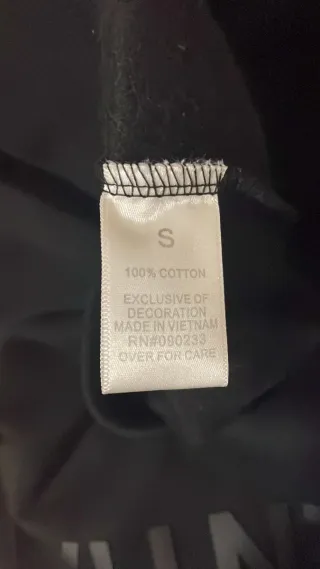 S
100% COTTON
EXCLUSIVE OF
DECORATION
MADE IN VIETNAM
RN#090233
OVER FOR CARE